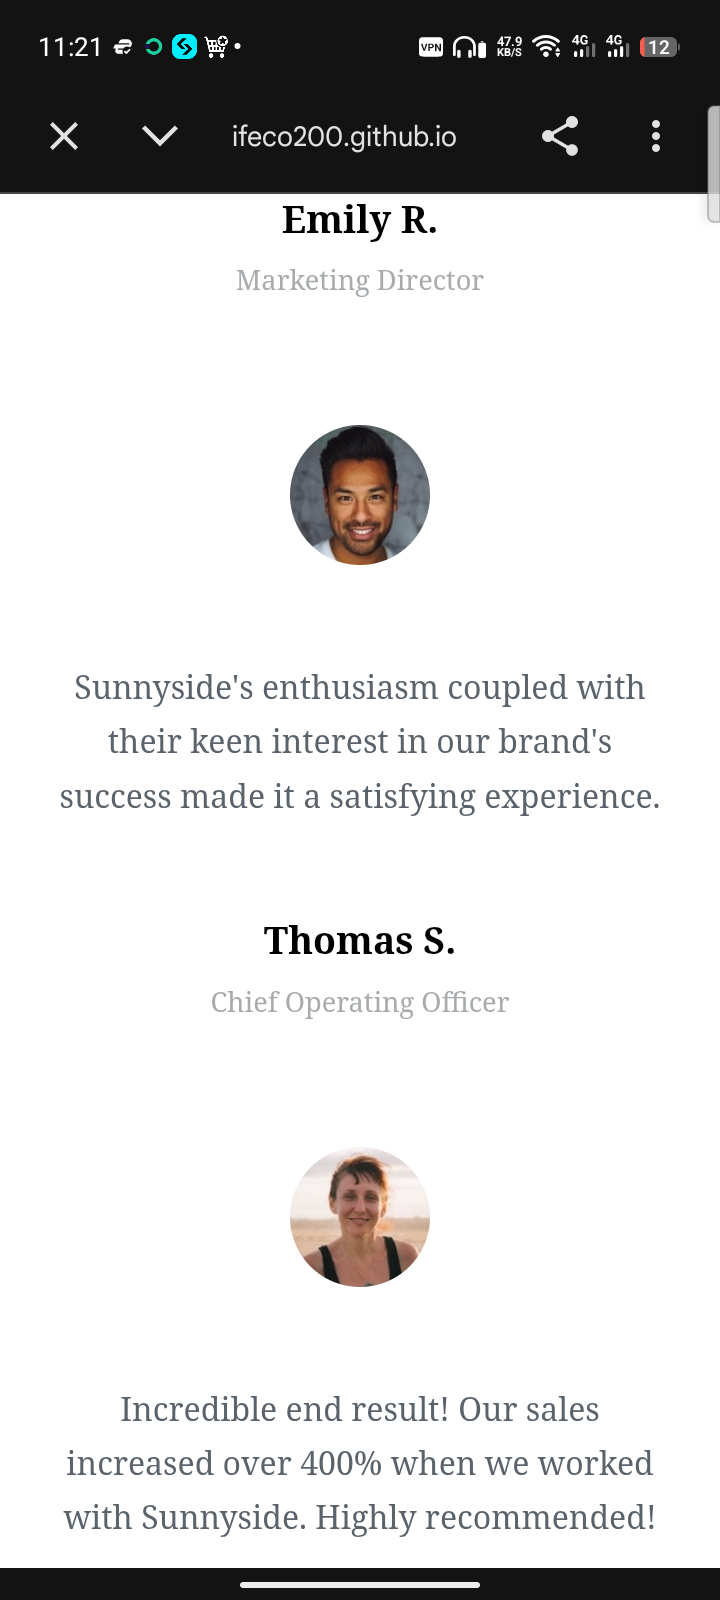 11:21
VPN
47.9
KB/S
4G
4G
12
ifeco200.github.io
Emily R.
Marketing Director
Sunnyside's enthusiasm coupled with
their keen interest in our brand's
success made it a satisfying experience.
Thomas S.
Chief Operating Officer
Incredible end result! Our sales
increased over 400% when we worked
with Sunnyside. Highly recommended!